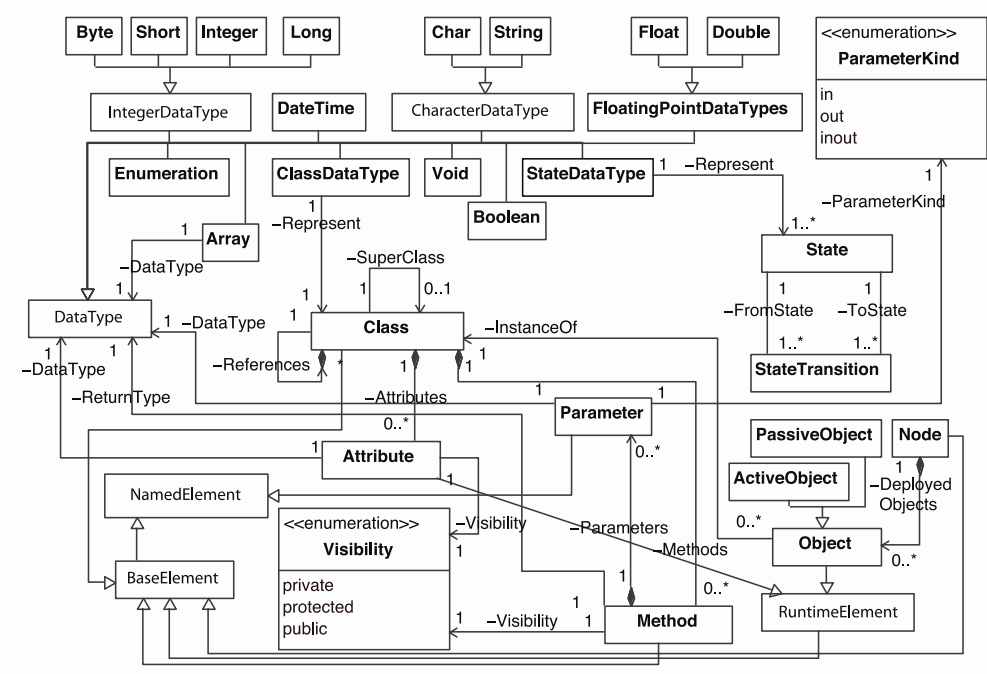 Byte Short Integer Long Char String Float Double
<<enumeration>>
ParameterKind
in
out
inout
IntegerDataType DateTime CharacterDataType FloatingPointDataTypes
Enumeration ClassDataType Void StateDataType
1 –Represent
1
–ParameterKind
Boolean
1
–Represent
1 Array
–DataType
1
1..*
State
–SuperClass
1 0..1
1 1
–FromState –ToState
1..* 1..*
StateTransition
DataType
1 –DataType
1
1
Class
–InstanceOf
–References
*
1
1
1
1
–DataType
1
–ReturnType
–Attributes
0..*
1 1
Parameter
0..*
PassiveObject Node
ActiveObject
1
–Deployed
Objects
1 Attribute
1
NamedElement
<<enumeration>>
Visibility
private
protected
public
–Visibility
1
–Parameters
–Methods
0..*
Object
0..*
BaseElement
1
0..*
RuntimeElement
1 –Visibility
1
1
Method